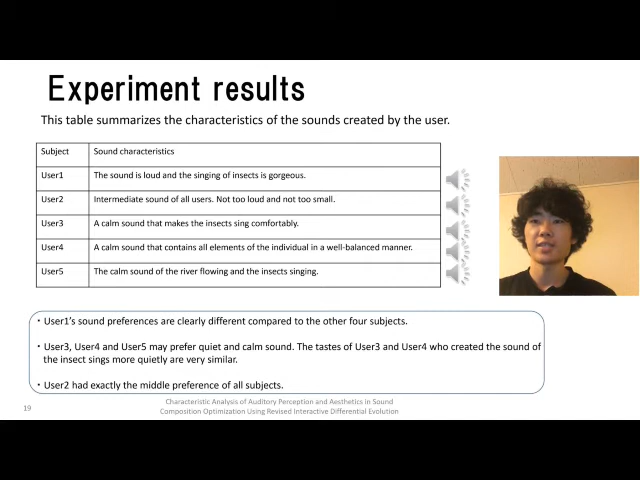 Experiment results
This table summarizes the characteristics of the sounds created by the user.
Subject Sound characteristics
User1 The sound is loud and the singing of insects is gorgeous.
User2 Intermediate sound of all users. Not too loud and not too small.
User3 A calm sound that makes the insects sing comfortably.
User4 A calm sound that contains all elements of the individual in a well-balanced manner.
User5 The calm sound of the river flowing and the insects singing.
・User1's sound preferences are clearly different compared to the other four subjects.
・User3, User4 and User5 may prefer quiet and calm sound. The tastes of User3 and User4 who created the sound of
the insect sings more quietly are very similar.
・User2 had exactly the middle preference of all subjects.
19
Characteristic Analysis of Auditory Perception and Aesthetics in Sound
Composition Optimization Using Revised Interactive Differential Evolution